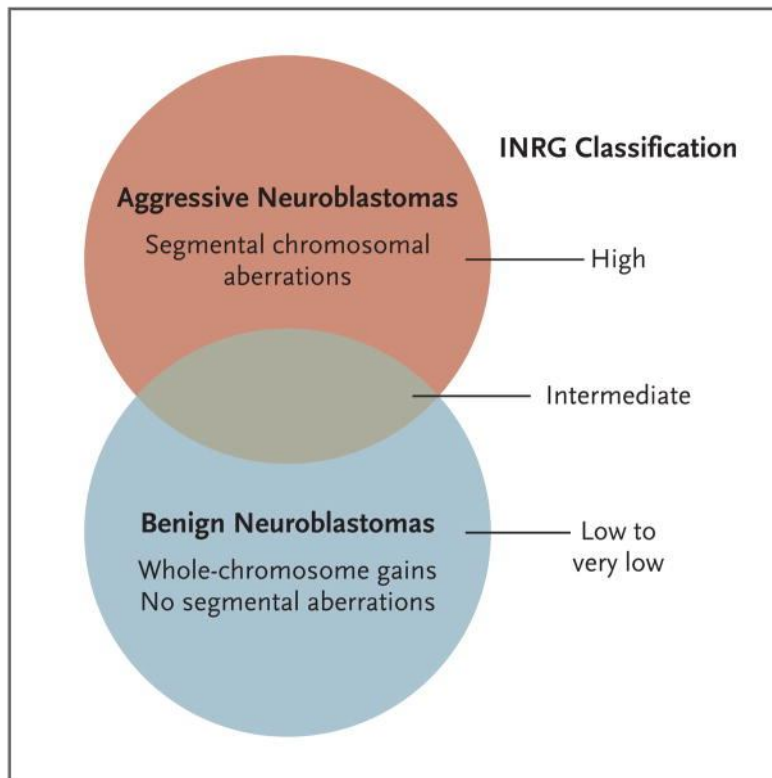 INRG Classification
Aggressive Neuroblastomas
Segmental chromosomal
aberrations
High
Intermediate
Benign Neuroblastomas
Whole-chromosome gains
No segmental aberrations
Low to
very low